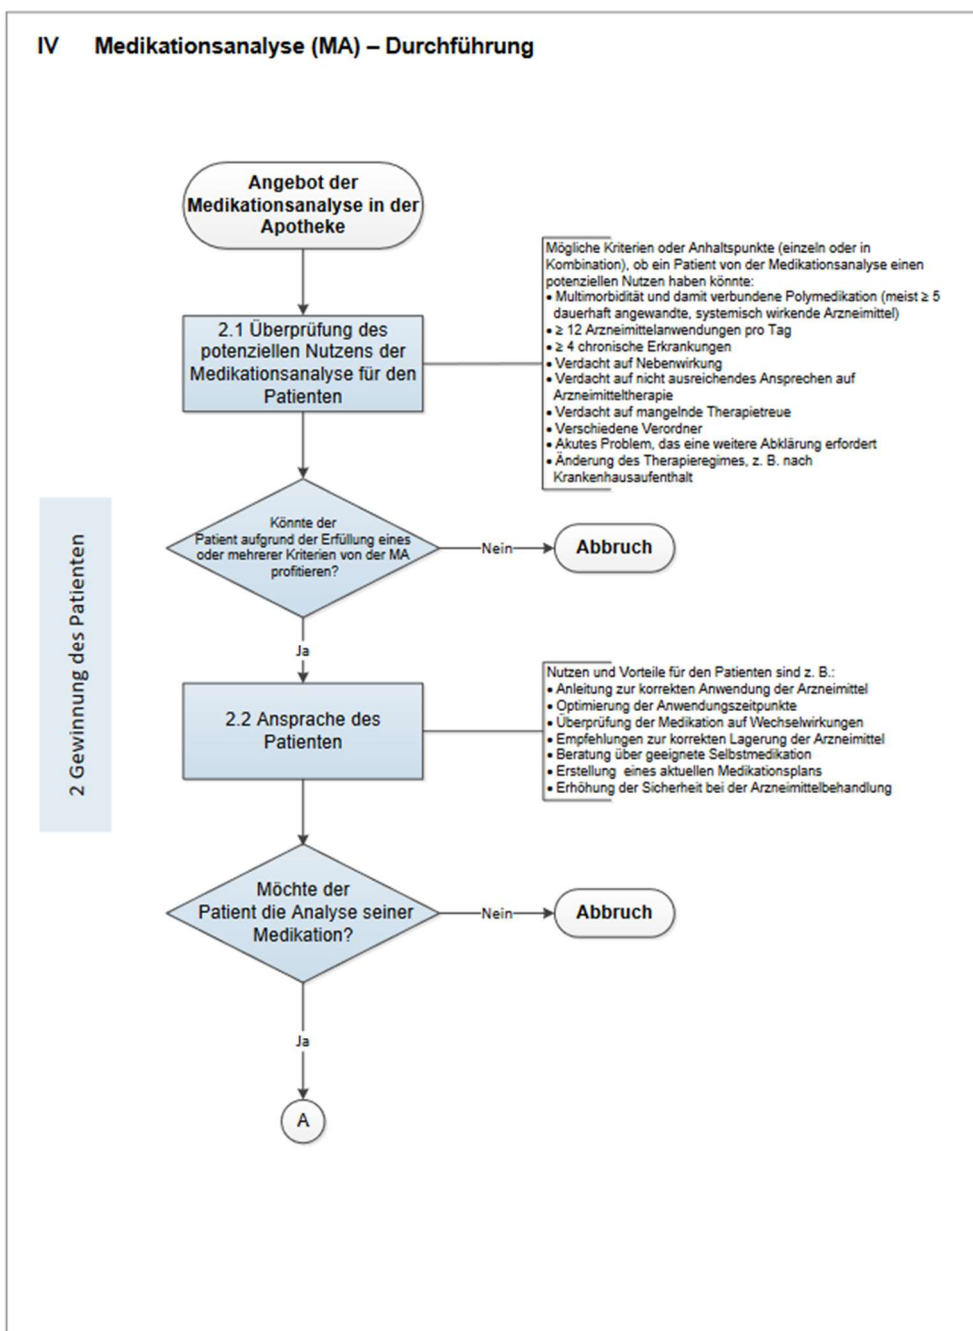 IV Medikationsanalyse (MA) – Durchführung
Angebot der
Medikationsanalyse in der
Apotheke
2.1 Überprüfung des
potenziellen Nutzens der
Medikationsanalyse für den
Patienten
Mögliche Kriterien oder Anhaltspunkte (einzeln oder in
Kombination), ob ein Patient von der Medikationsanalyse einen
potenziellen Nutzen haben könnte:
• Multimorbidität und damit verbundene Polymedikation (meist ≥ 5
dauerhaft angewandte, systemisch wirkende Arzneimittel)
• ≥ 12 Arzneimittelanwendungen pro Tag
• ≥ 4 chronische Erkrankungen
• Verdacht auf Nebenwirkung
• Verdacht auf nicht ausreichendes Ansprechen auf
Arzneimitteltherapie
• Verdacht auf mangelnde Therapietreue
• Verschiedene Verordner
• Akutes Problem, das eine weitere Abklärung erfordert
• Änderung des Therapieregimes, z. B. nach
Krankenhausaufenthalt
2 Gewinnung des Patienten
Könnte der
Patient aufgrund der Erfüllung eines
oder mehrerer Kriterien von der MA
profitieren?
Nein
Abbruch
Ja
2.2 Ansprache des
Patienten
Nutzen und Vorteile für den Patienten sind z. B.:
• Anleitung zur korrekten Anwendung der Arzneimittel
• Optimierung der Anwendungszeitpunkte
• Überprüfung der Medikation auf Wechselwirkungen
• Empfehlungen zur korrekten Lagerung der Arzneimittel
• Beratung über geeignete Selbstmedikation
• Erstellung eines aktuellen Medikationsplans
• Erhöhung der Sicherheit bei der Arzneimittelbehandlung
Möchte der
Patient die Analyse seiner
Medikation?
Nein
Abbruch
Ja
A